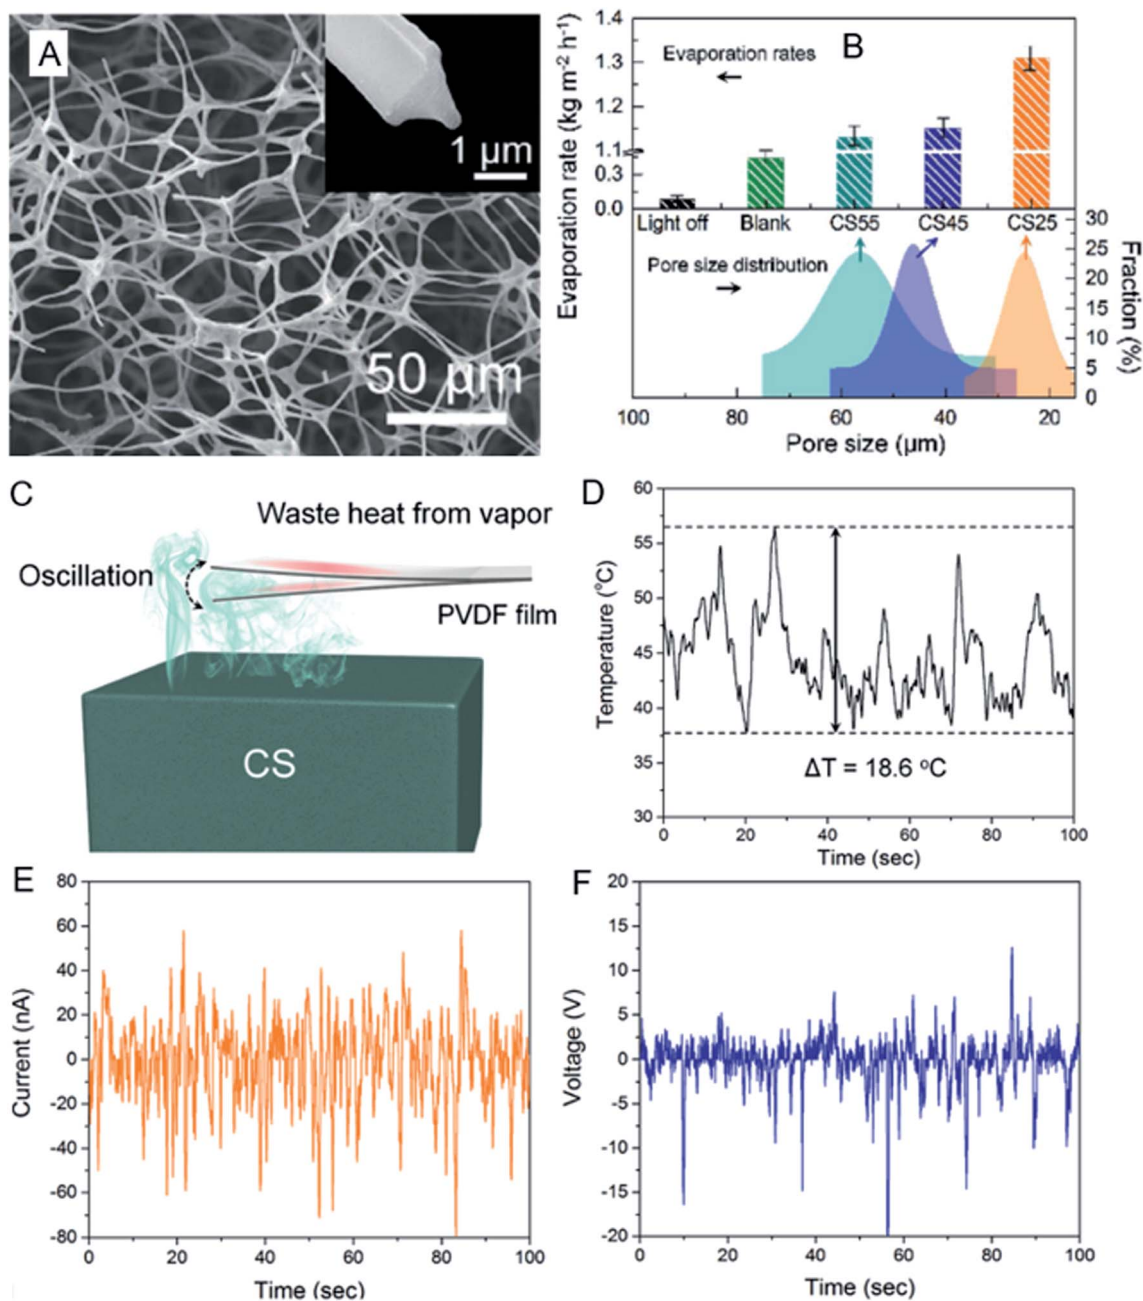 A
1 μm
50 μm
B
Evaporation rate (kg m⁻² h⁻¹)
1.4
1.3
1.2
1.1
0.3
0.0
Evaporation rates
Light off Blank CS55 CS45 CS25
Pore size distribution
30
25
20
15
10
5
0
Fraction (%)
100 80 60 40 20
Pore size (μm)
C
Waste heat from vapor
Oscillation
PVDF film
CS
D
Temperature (°C)
60
55
50
45
40
35
30
ΔT = 18.6 °C
0 20 40 60 80 100
Time (sec)
E
Current (nA)
80
60
40
20
0
-20
-40
-60
-80
0 20 40 60 80 100
Time (sec)
F
Voltage (V)
20
15
10
5
0
-5
-10
-15
-20
0 20 40 60 80 100
Time (sec)